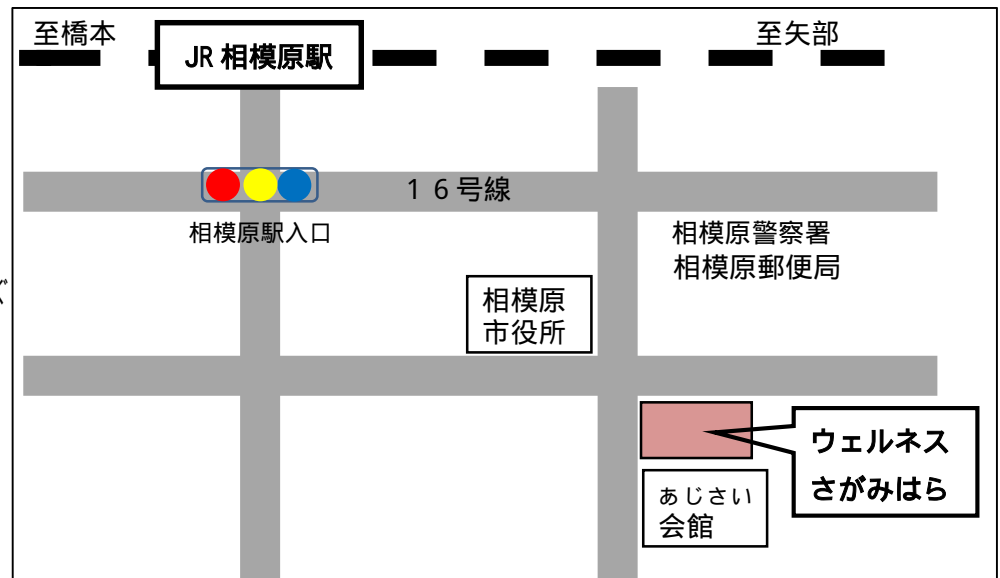 至橋本
至矢部
JR 相模原駅
１６号線
相模原駅入口
相模原警察署
相模原郵便局
相模原
市役所
ウェルネス
さがみはら
あじさい
会館